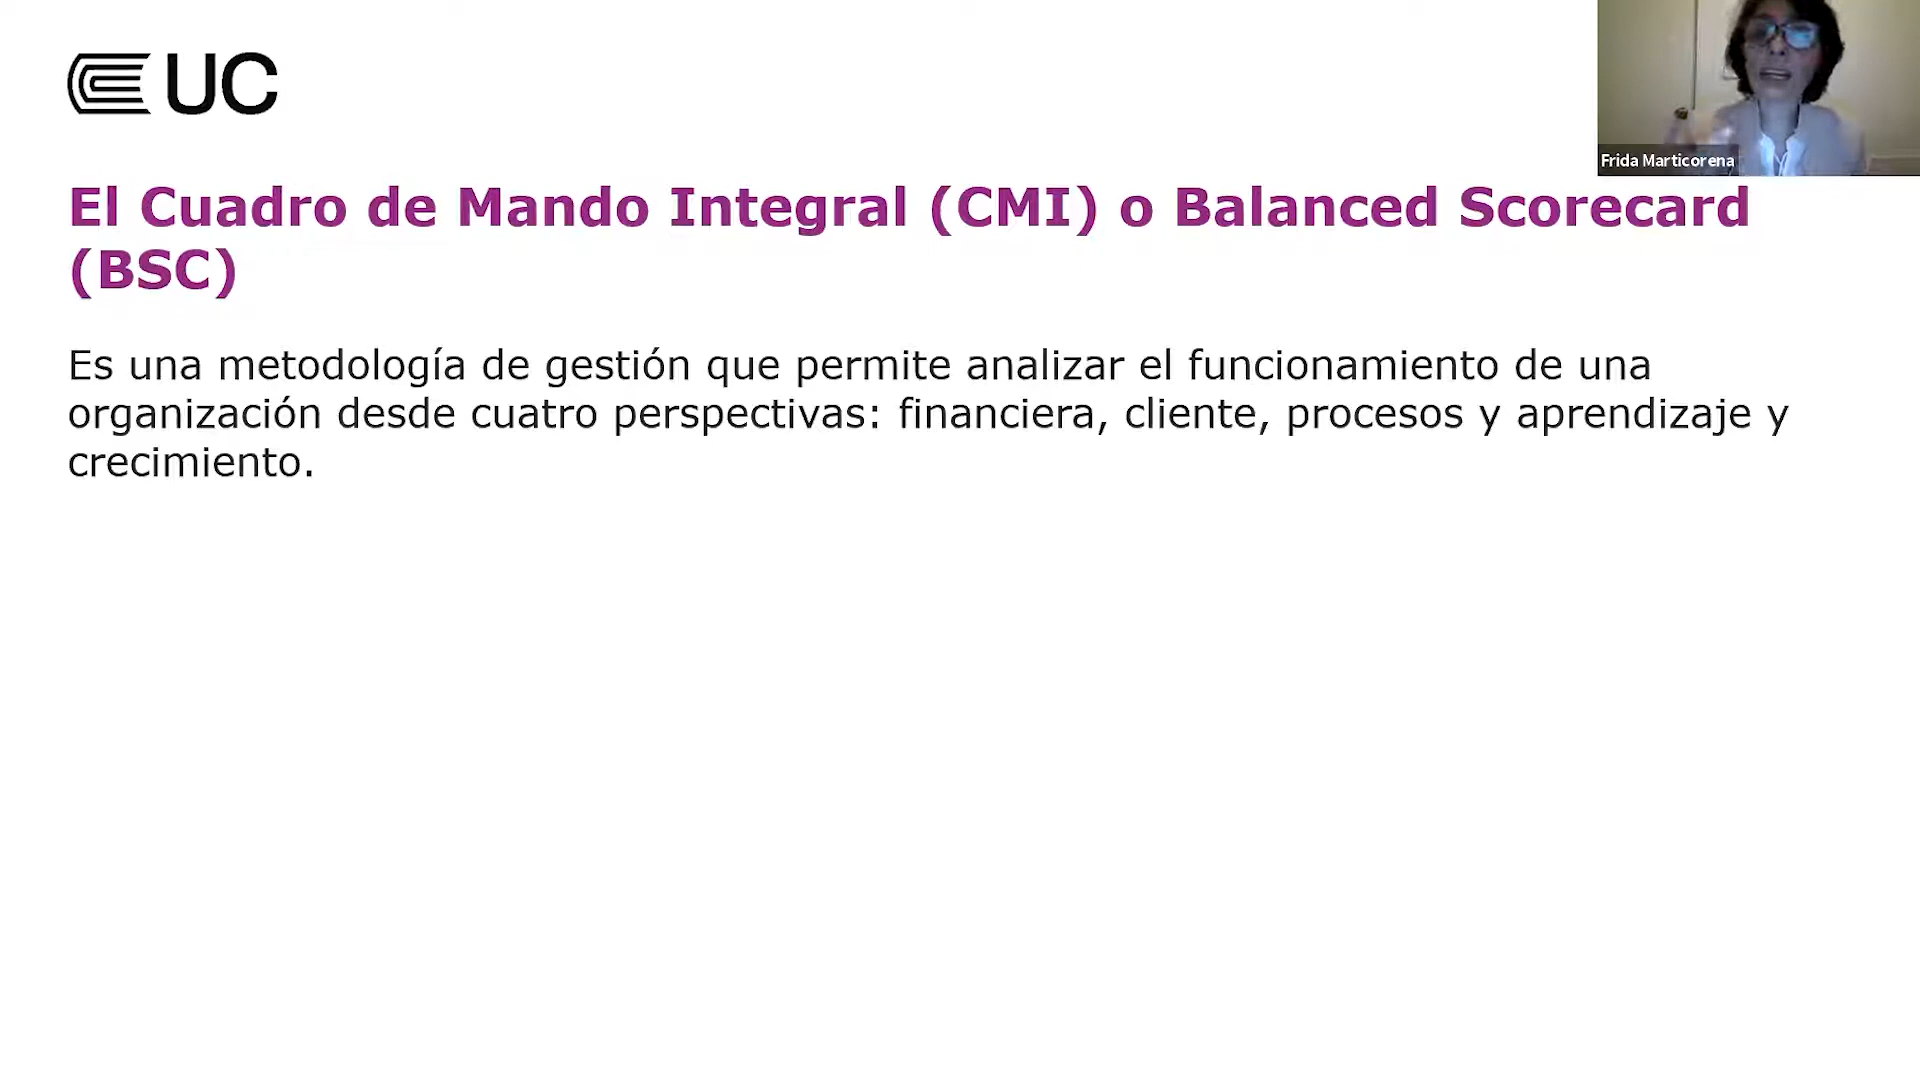 UC
Frida Marticorena
El Cuadro de Mando Integral (CMI) o Balanced Scorecard
(BSC)
Es una metodología de gestión que permite analizar el funcionamiento de una
organización desde cuatro perspectivas: financiera, cliente, procesos y aprendizaje y
crecimiento.